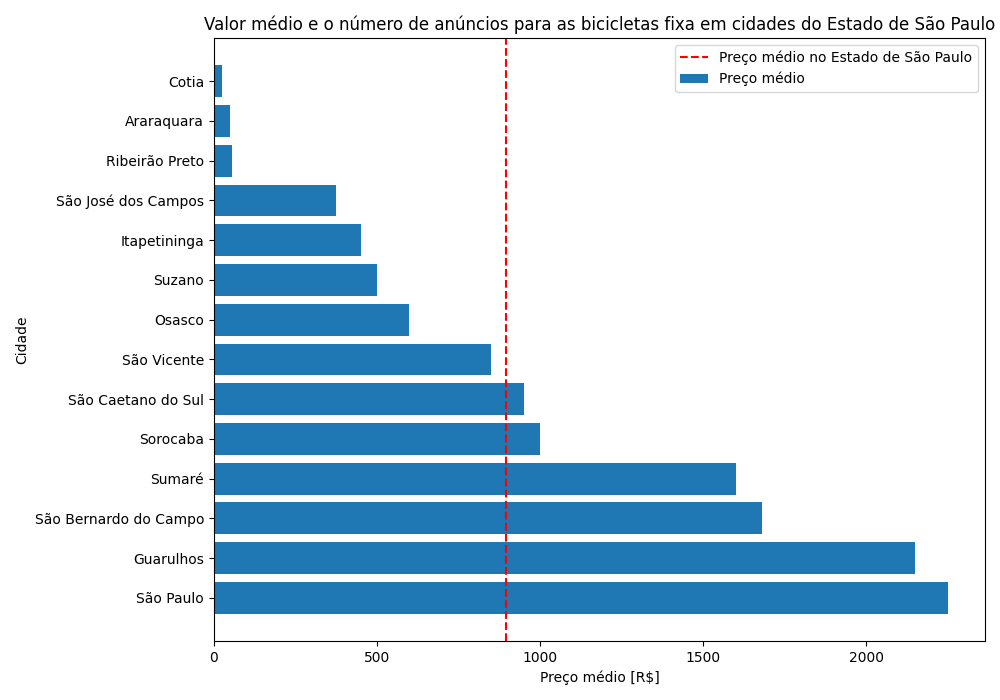 Valor médio e o número de anúncios para as bicicletas fixa em cidades do Estado de São Paulo
Preço médio no Estado de São Paulo
Preço médio
Cidade
Cotia
Araraquara
Ribeirão Preto
São José dos Campos
Itapetininga
Suzano
Osasco
São Vicente
São Caetano do Sul
Sorocaba
Sumaré
São Bernardo do Campo
Guarulhos
São Paulo
0 500 1000 1500 2000
Preço médio [R$]